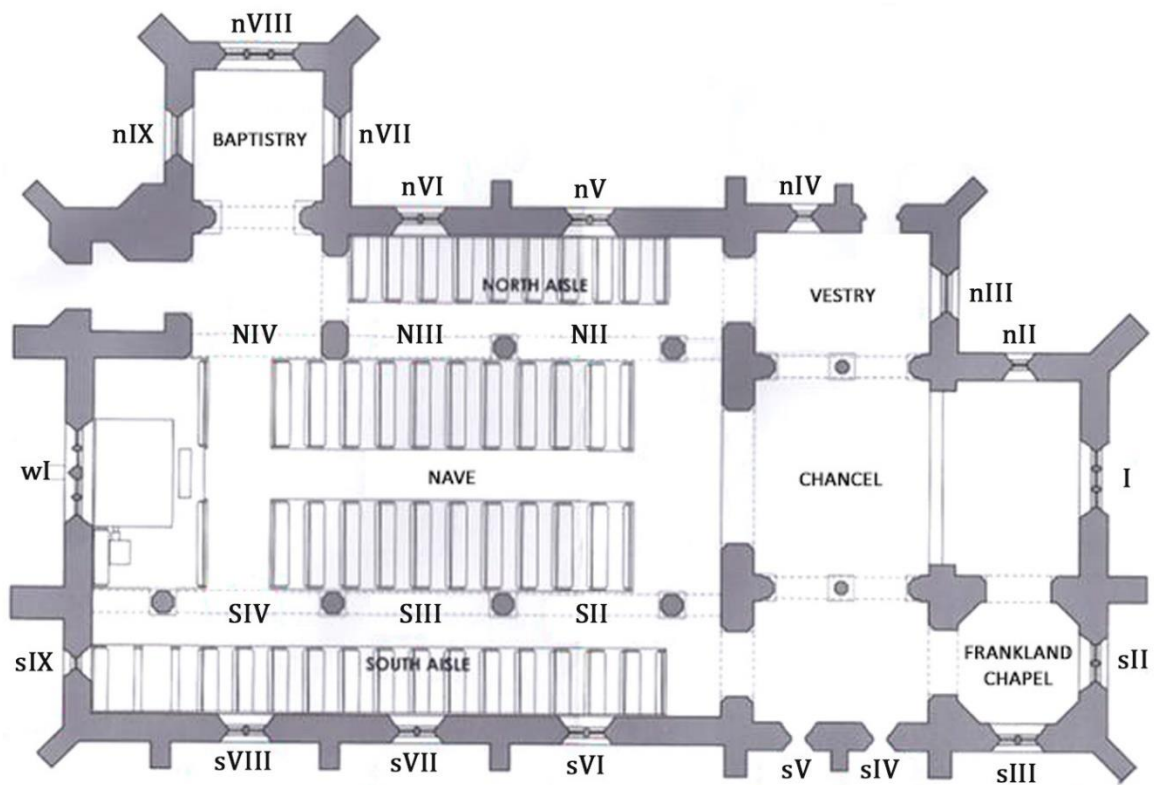 nVIII
nIX
BAPTISTRY
nVII
nVI
nV
nIV
NORTH AISLE
VESTRY
nIII
NIV
NIII
NII
nII
wI
NAVE
CHANCEL
I
SIV
SIII
SII
sIX
SOUTH AISLE
FRANKLAND
CHAPEL
sII
sVIII
sVII
sVI
sV
sIV
sIII